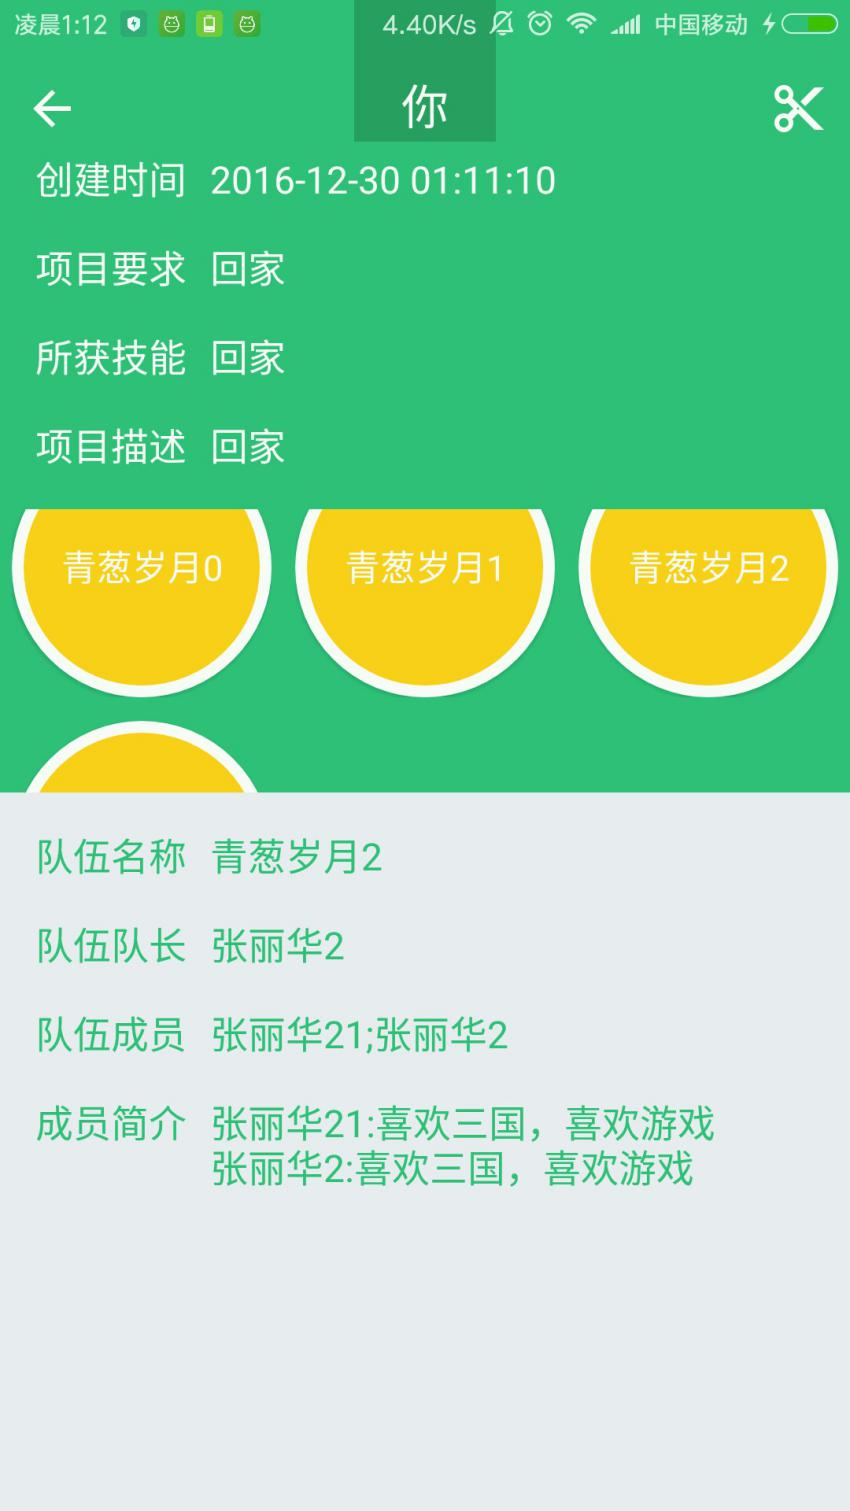 凌晨1:12 4.40K/s 中国移动
你
创建时间 2016-12-30 01:11:10
项目要求 回家
所获技能 回家
项目描述 回家
青葱岁月0 青葱岁月1 青葱岁月2
队伍名称 青葱岁月2
队伍队长 张丽华2
队伍成员 张丽华21;张丽华2
成员简介 张丽华21:喜欢三国，喜欢游戏
张丽华2:喜欢三国，喜欢游戏